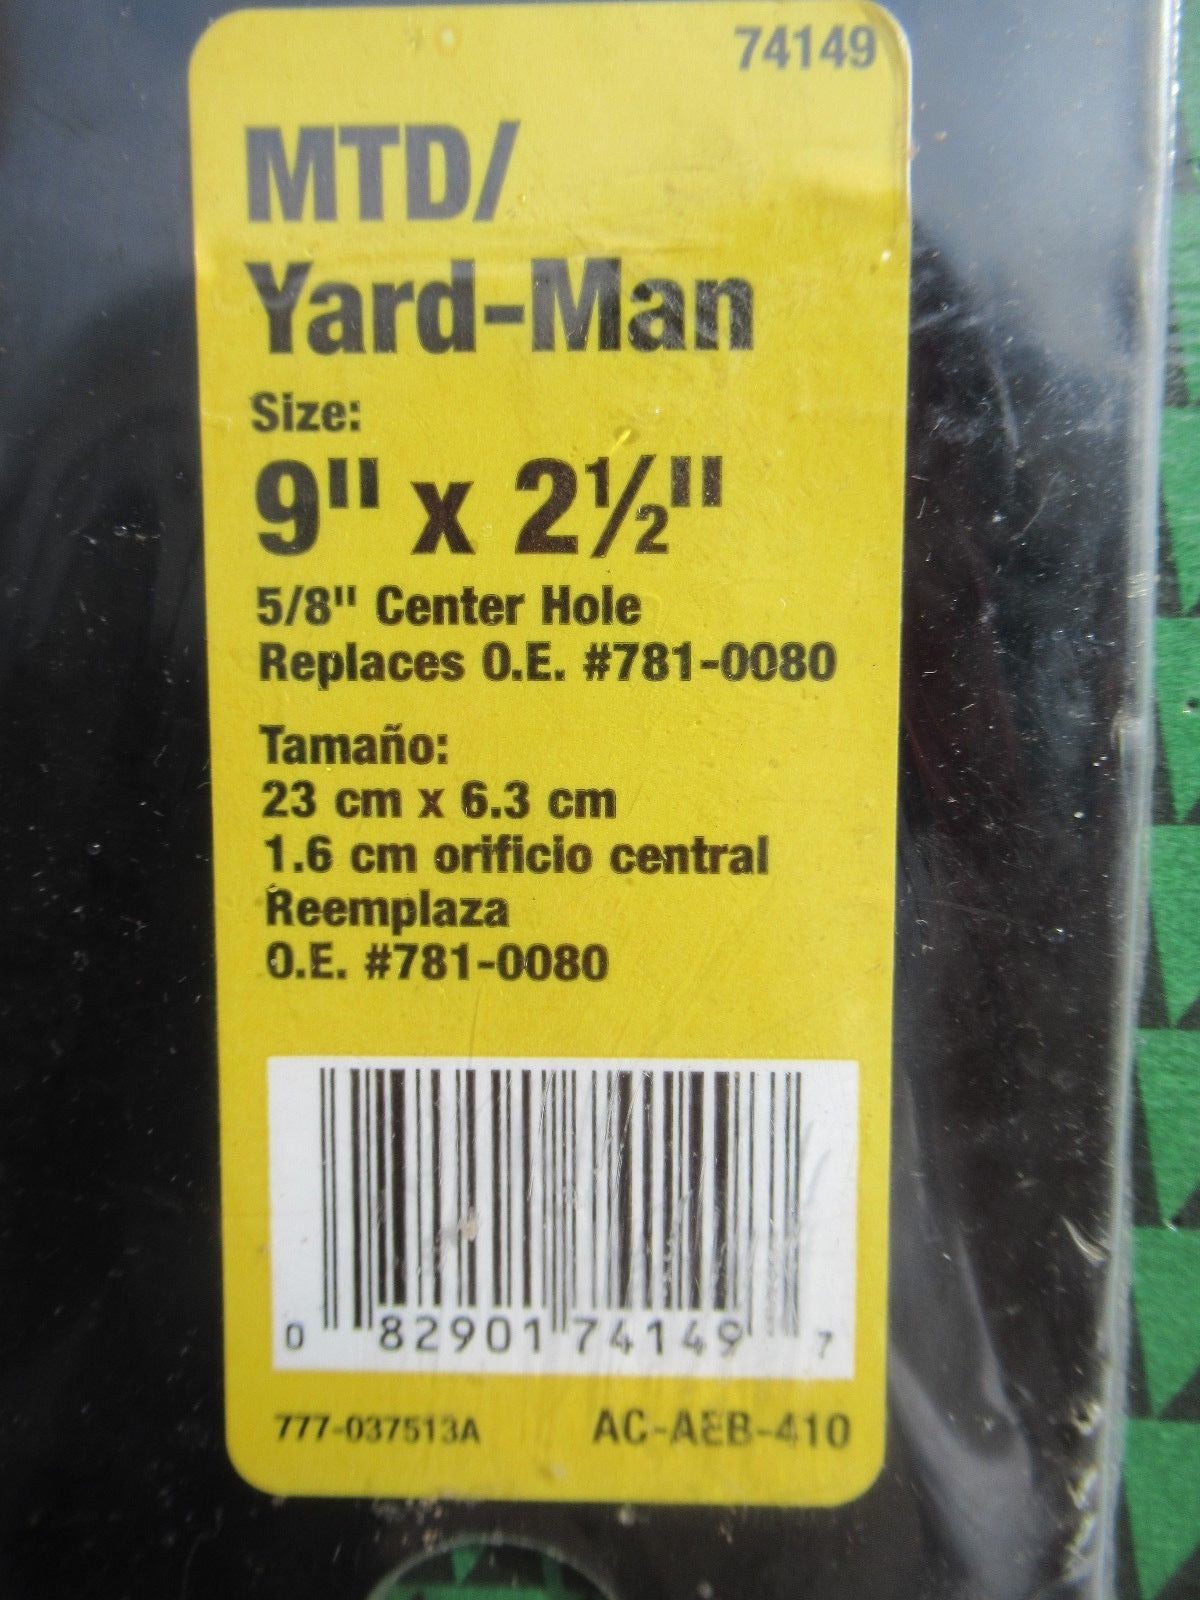 74149
MTD/
Yard-Man
Size:
9" x 2½"
5/8" Center Hole
Replaces O.E. #781-0080
Tamaño:
23 cm x 6.3 cm
1.6 cm orificio central
Reemplaza
O.E. #781-0080
0 82901 74149 7
777-037513A AC-AEB-410